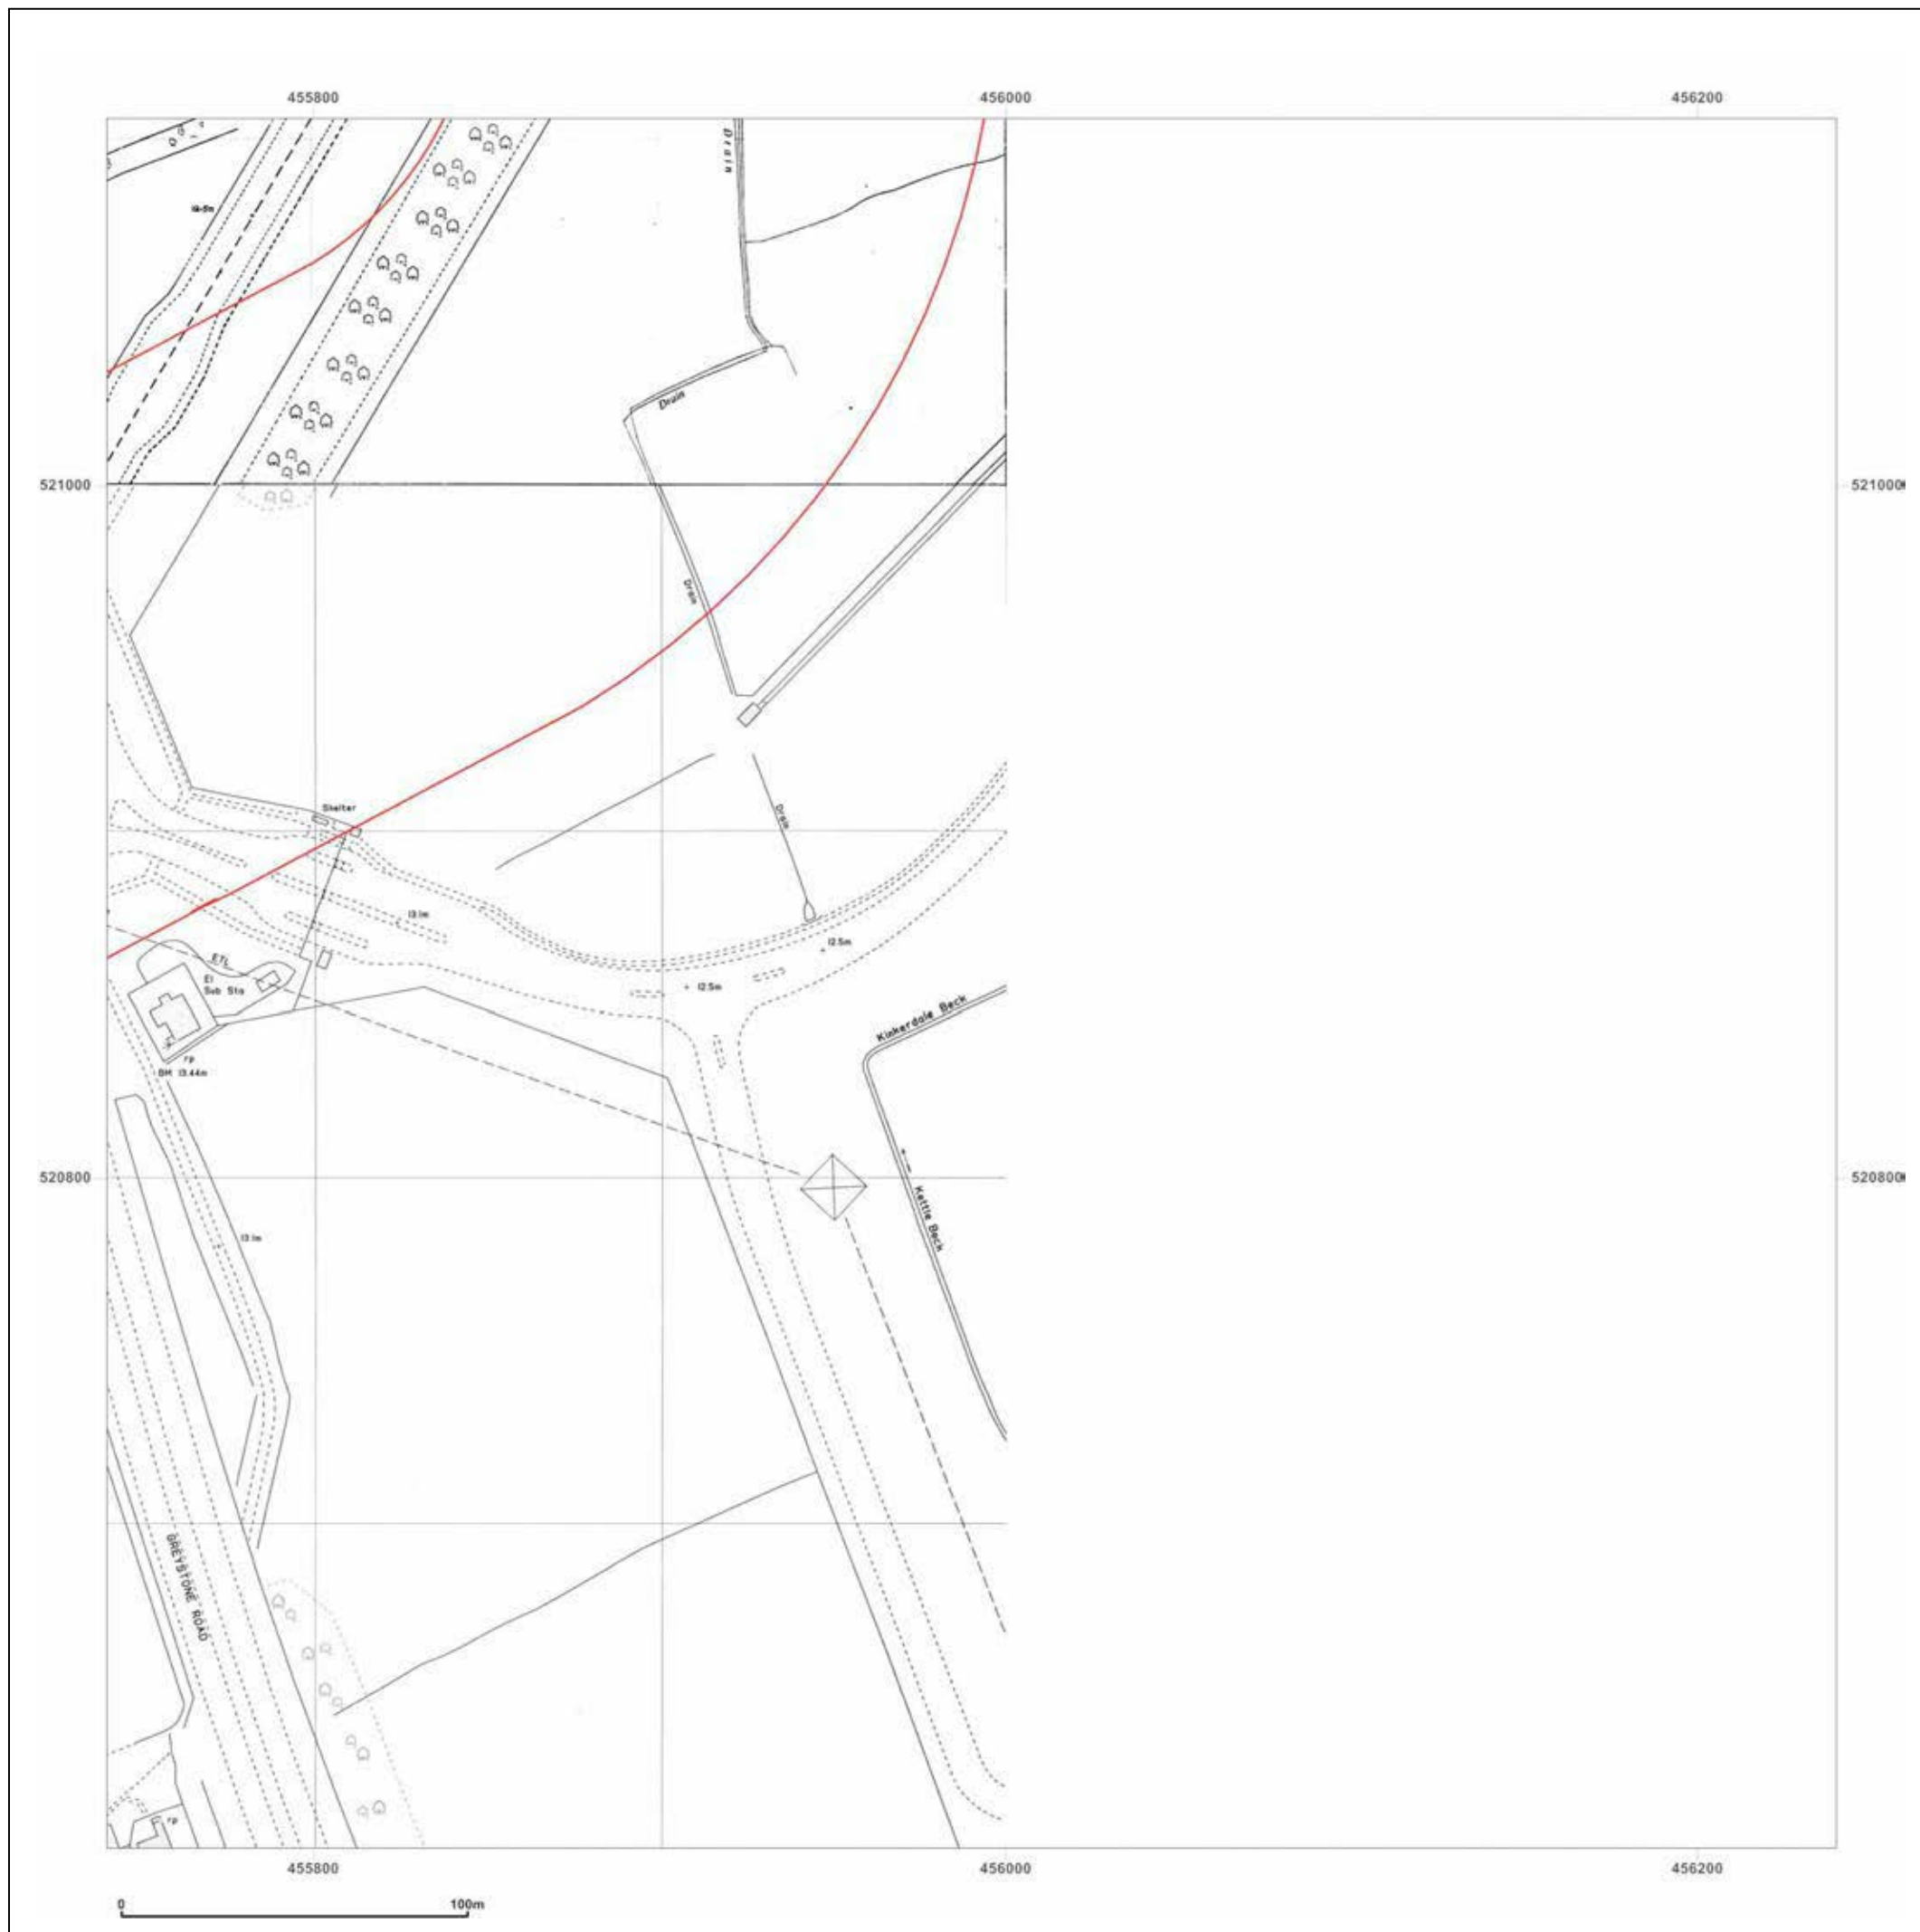 455800
456000
456200
Drain
Drain
521000
521000
Drain
Shelter
Drain
13.1m
12.5m
ETL
El
Sub Sta
12.5m
Kinkerdale Beck
rp
BM 13.44m
520800
520800
Kettle Beck
13.1m
GREYSTONE ROAD
rp
455800
456000
456200
0
100m